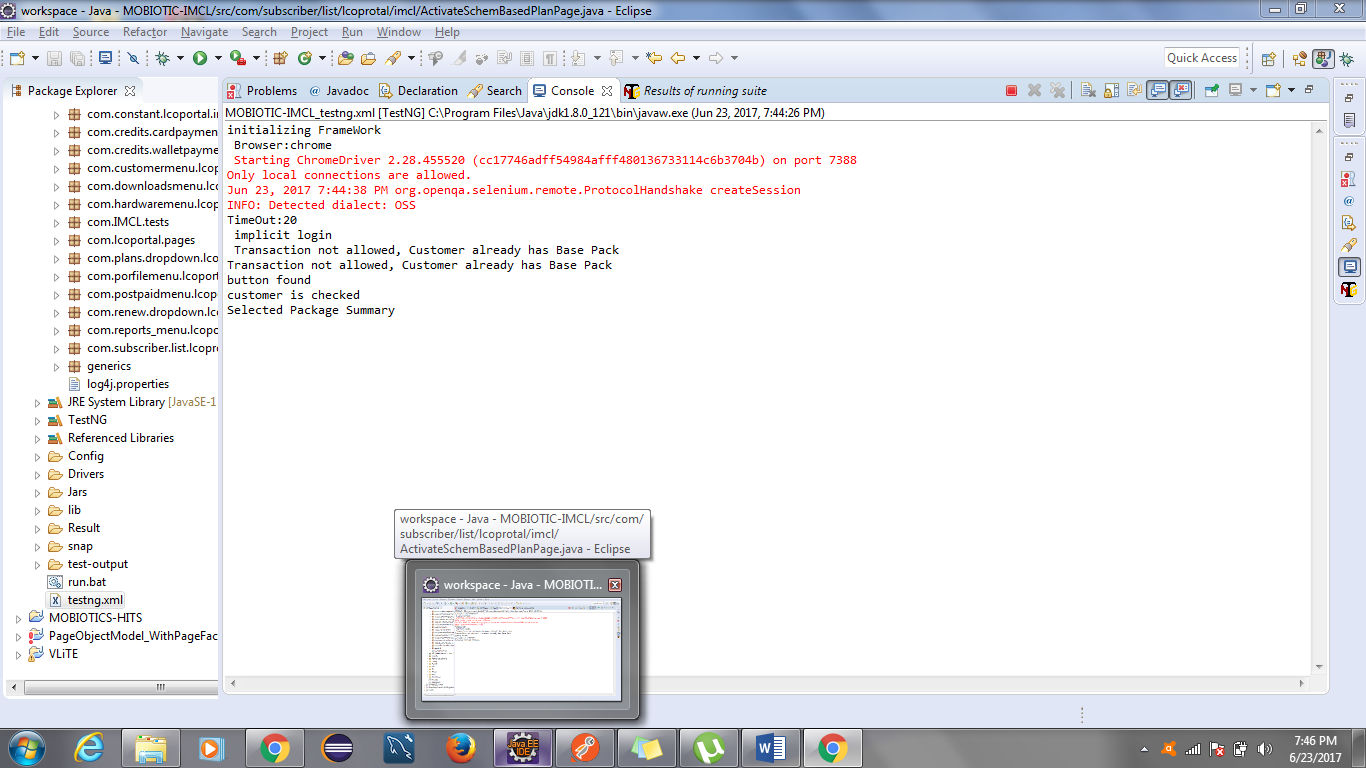 workspace - Java - MOBIOTIC-IMCL/src/com/subscriber/list/lcoprotal/imcl/ActivateSchemBasedPlanPage.java - Eclipse
File Edit Source Refactor Navigate Search Project Run Window Help
Quick Access
Package Explorer
Problems @ Javadoc Declaration Search Console Results of running suite
MOBIOTIC-IMCL_testng.xml [TestNG] C:\Program Files\Java\jdk1.8.0_121\bin\javaw.exe (Jun 23, 2017, 7:44:26 PM)
com.constant.lcoportal.ir
com.credits.cardpaymen
com.credits.walletpayme
com.customermenu.lcop
com.downloadsmenu.lc
com.hardwaremenu.lcop
com.IMCL.tests
com.lcoportal.pages
com.plans.dropdown.lco
com.porfilemenu.lcoport
com.postpaidmenu.lcop
com.renew.dropdown.lc
com.reports_menu.lcopo
com.subscriber.list.lcopr
generics
log4j.properties
JRE System Library [JavaSE-1
TestNG
Referenced Libraries
Config
Drivers
Jars
lib
Result
snap
test-output
run.bat
testng.xml
MOBIOTICS-HITS
PageObjectModel_WithPageFac
VLiTE
initializing FrameWork
Browser:chrome
Starting ChromeDriver 2.28.455520 (cc17746adff54984afff480136733114c6b3704b) on port 7388
Only local connections are allowed.
Jun 23, 2017 7:44:38 PM org.openqa.selenium.remote.ProtocolHandshake createSession
INFO: Detected dialect: OSS
TimeOut:20
implicit login
Transaction not allowed, Customer already has Base Pack
Transaction not allowed, Customer already has Base Pack
button found
customer is checked
Selected Package Summary
workspace - Java - MOBIOTIC-IMCL/src/com/
subscriber/list/lcoprotal/imcl/
ActivateSchemBasedPlanPage.java - Eclipse
workspace - Java - MOBIOTI...
Java EE
IDE
7:46 PM
6/23/2017